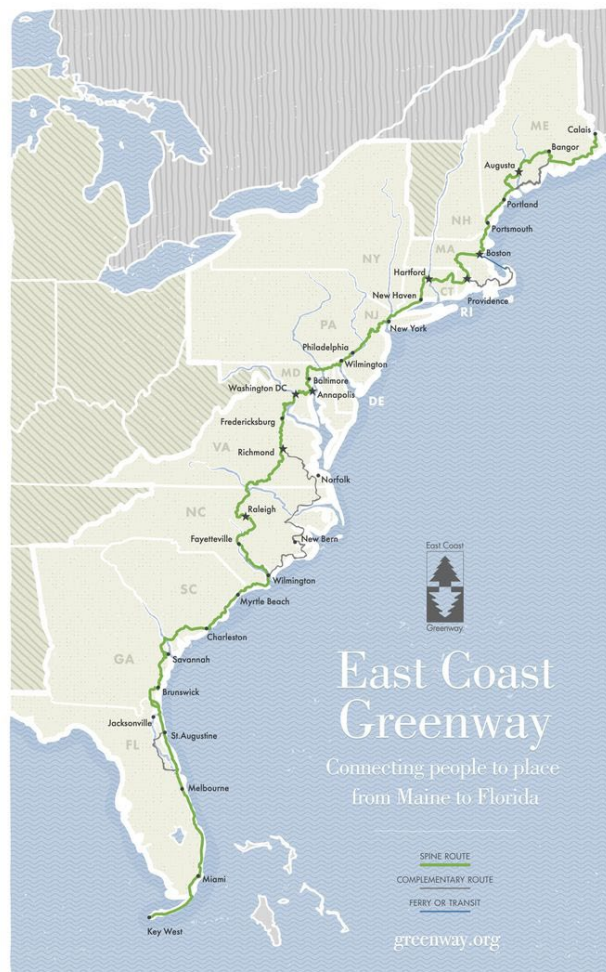 ME
Calais
Bangor
Augusta
Portland
NH
Portsmouth
MA
Boston
NY
Hartford
CT
Providence
RI
New Haven
NJ
New York
PA
Philadelphia
Wilmington
MD
Baltimore
Washington DC
Annapolis
DE
Fredericksburg
VA
Richmond
Norfolk
NC
Raleigh
Fayetteville
New Bern
Wilmington
SC
Myrtle Beach
Charleston
GA
Savannah
Brunswick
Jacksonville
St.Augustine
FL
Melbourne
Miami
Key West
East Coast
Greenway
East Coast
Greenway
Connecting people to place
from Maine to Florida
SPINE ROUTE
COMPLEMENTARY ROUTE
FERRY OR TRANSIT
greenway.org